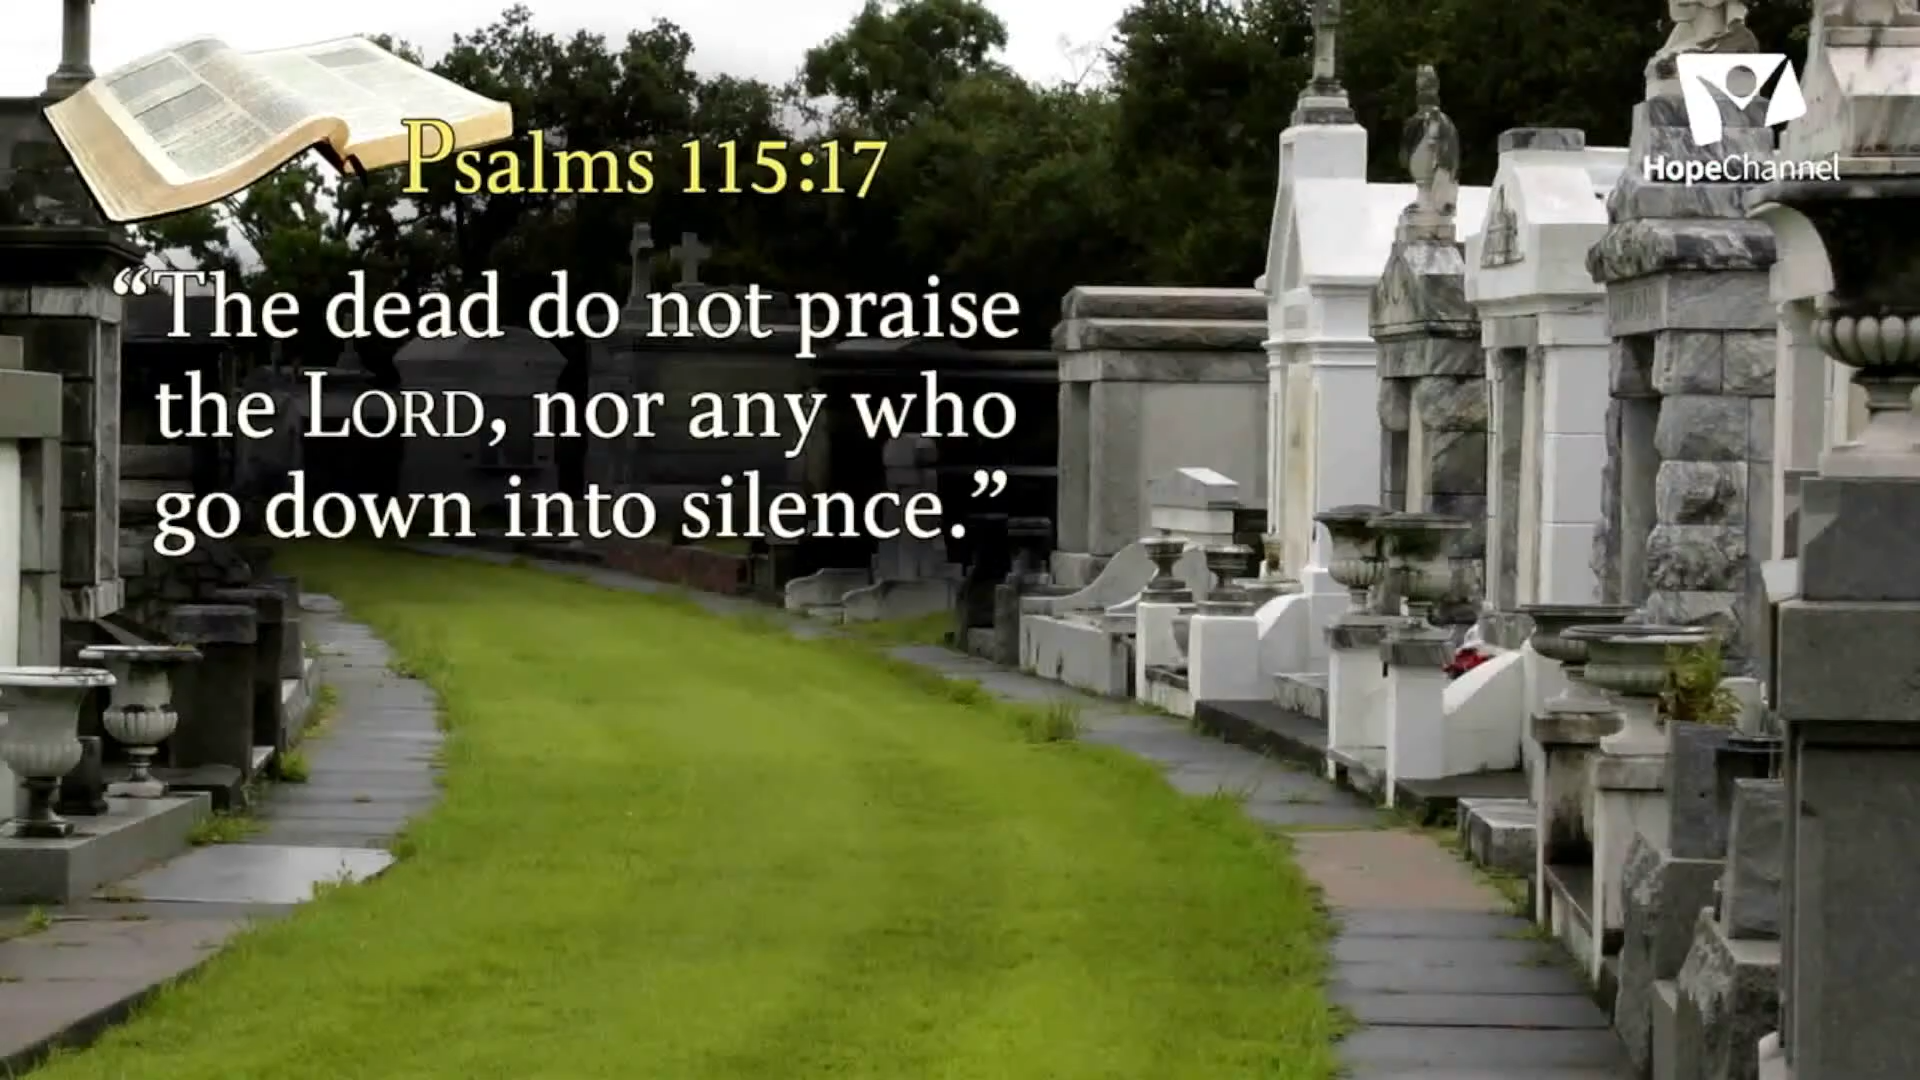 Psalms 115:17
HopeChannel
“The dead do not praise
the LORD, nor any who
go down into silence.”